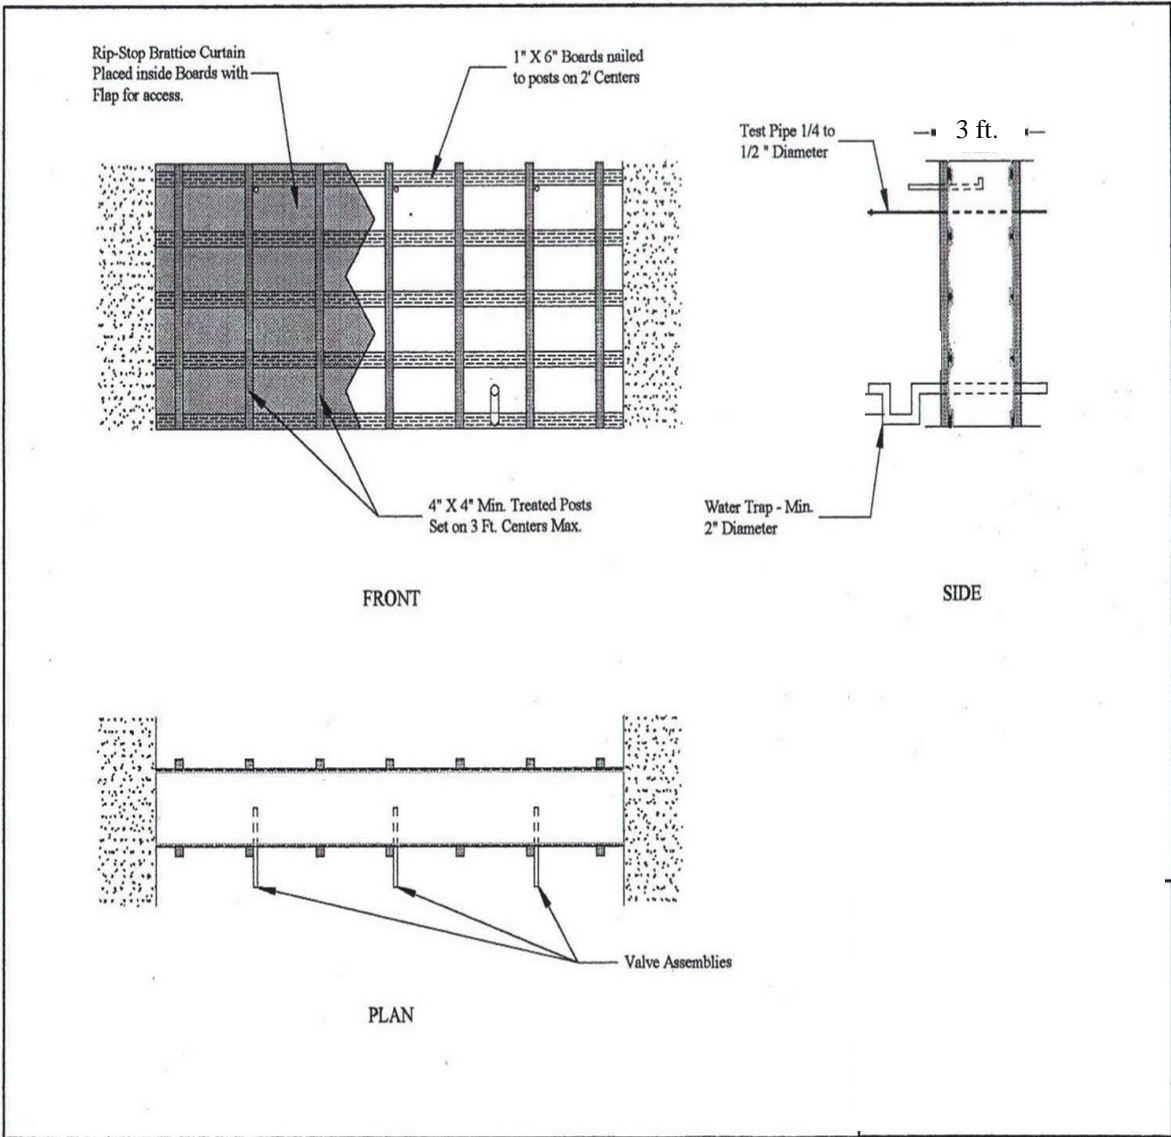 Rip-Stop Brattice Curtain
Placed inside Boards with
Flap for access.
1" X 6" Boards nailed
to posts on 2' Centers
Test Pipe 1/4 to
1/2 " Diameter
3 ft.
4" X 4" Min. Treated Posts
Set on 3 Ft. Centers Max.
Water Trap - Min.
2" Diameter
FRONT
SIDE
Valve Assemblies
PLAN